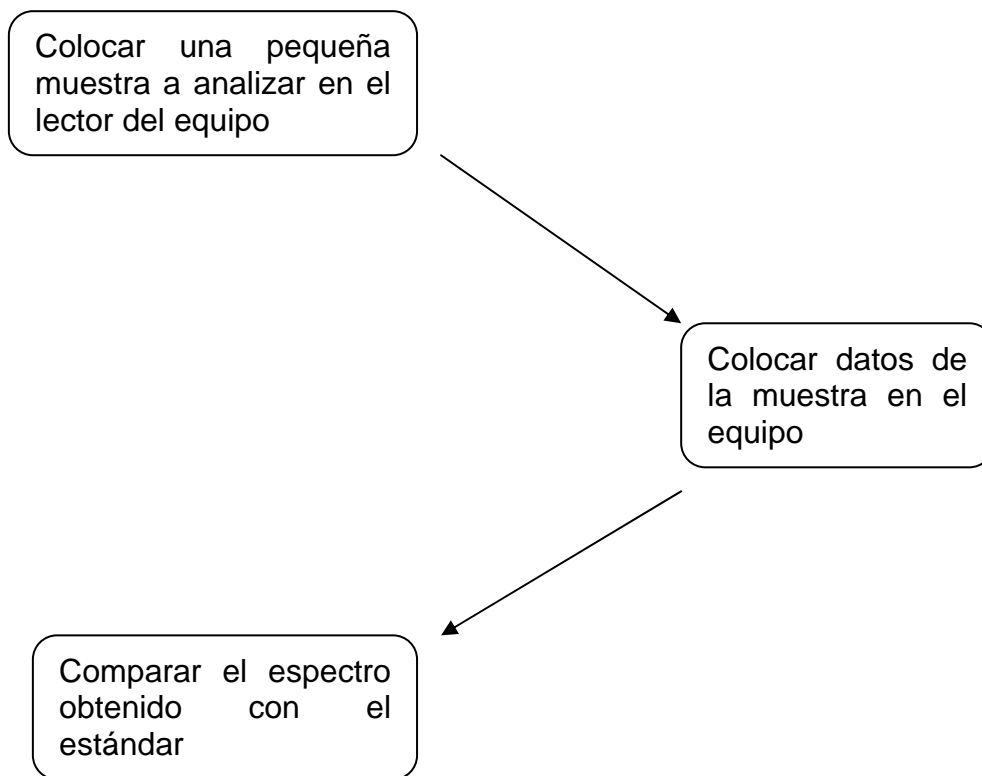 Colocar una pequeña
muestra a analizar en el
lector del equipo
Colocar datos de
la muestra en el
equipo
Comparar el espectro
obtenido con el
estándar